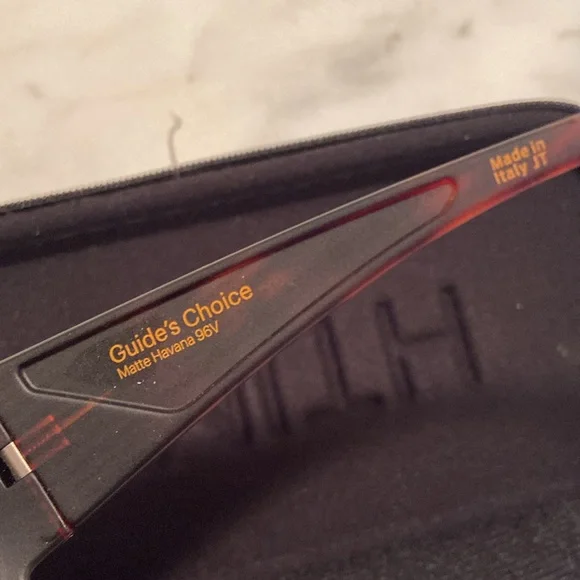 Made in
Italy JT
Guide's Choice
Matte Havana 96V